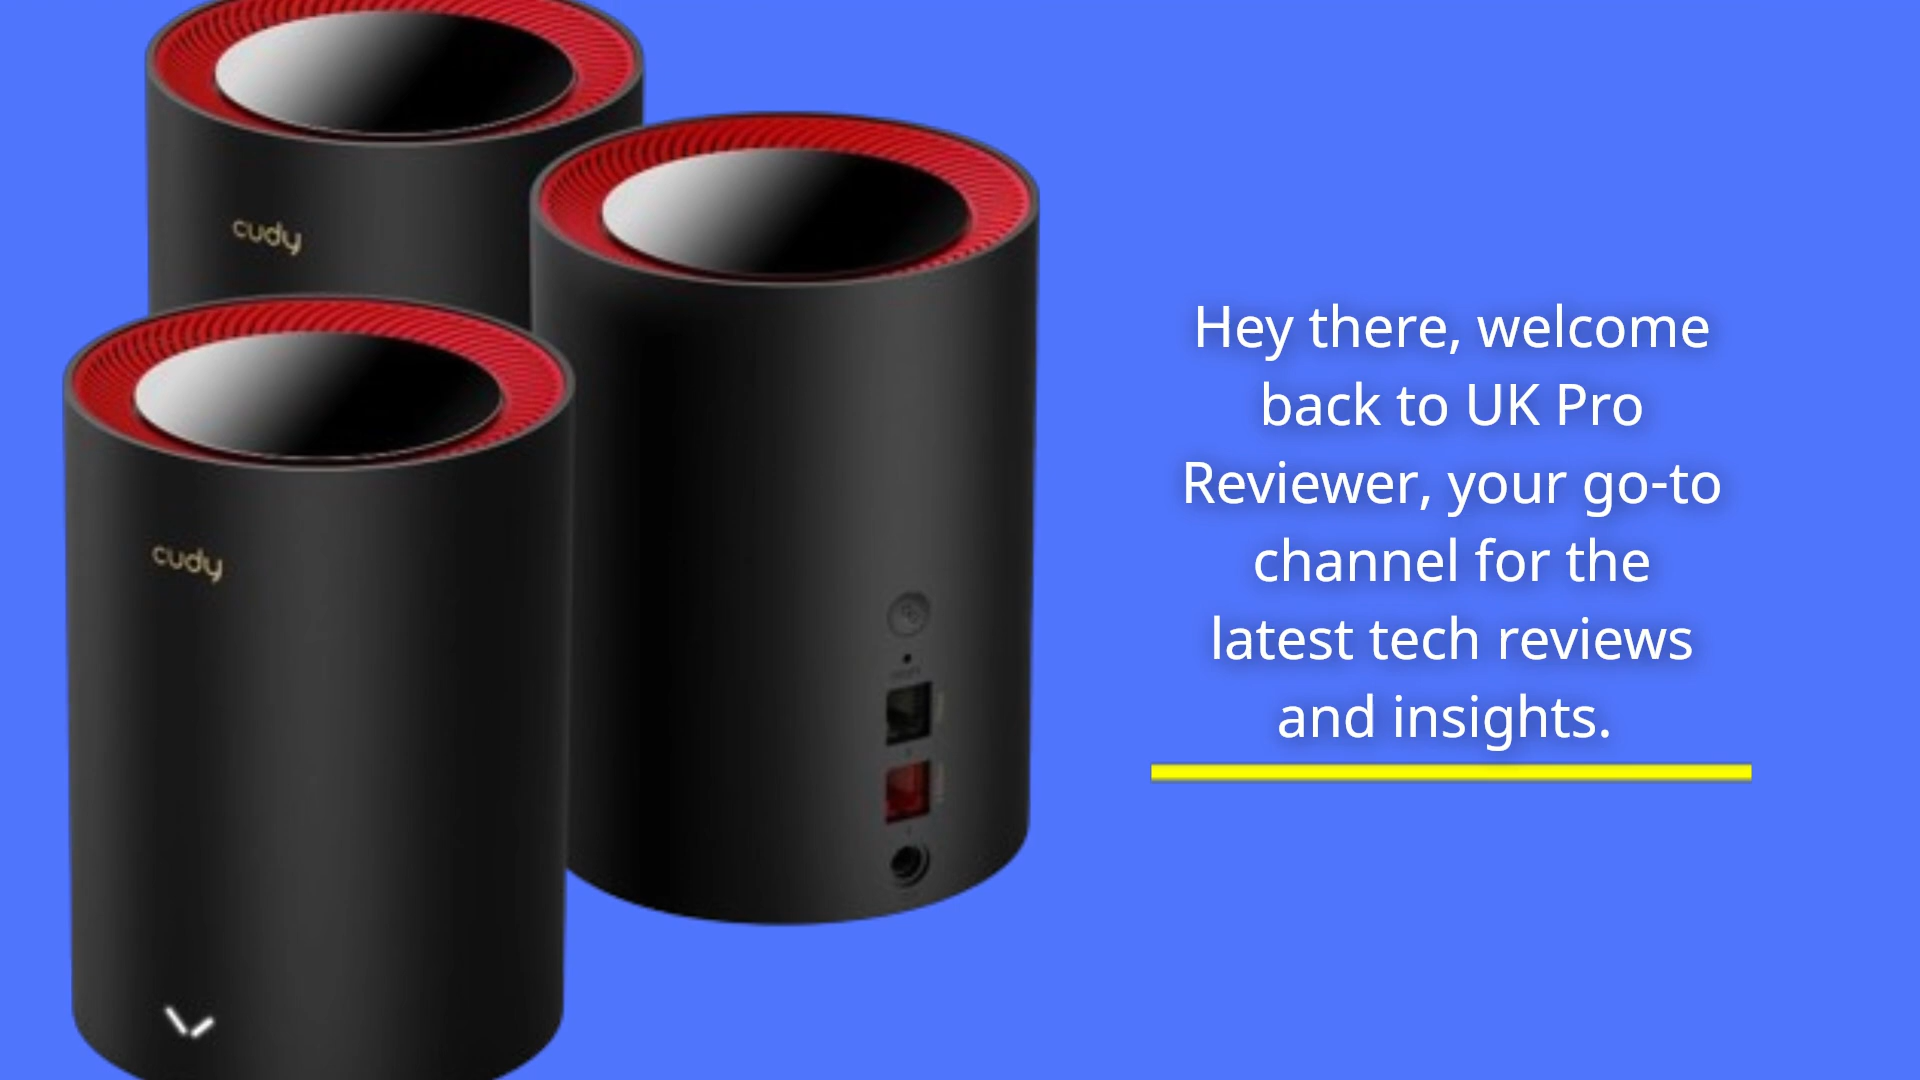 cudy
cudy
Hey there, welcome
back to UK Pro
Reviewer, your go-to
channel for the
latest tech reviews
and insights.